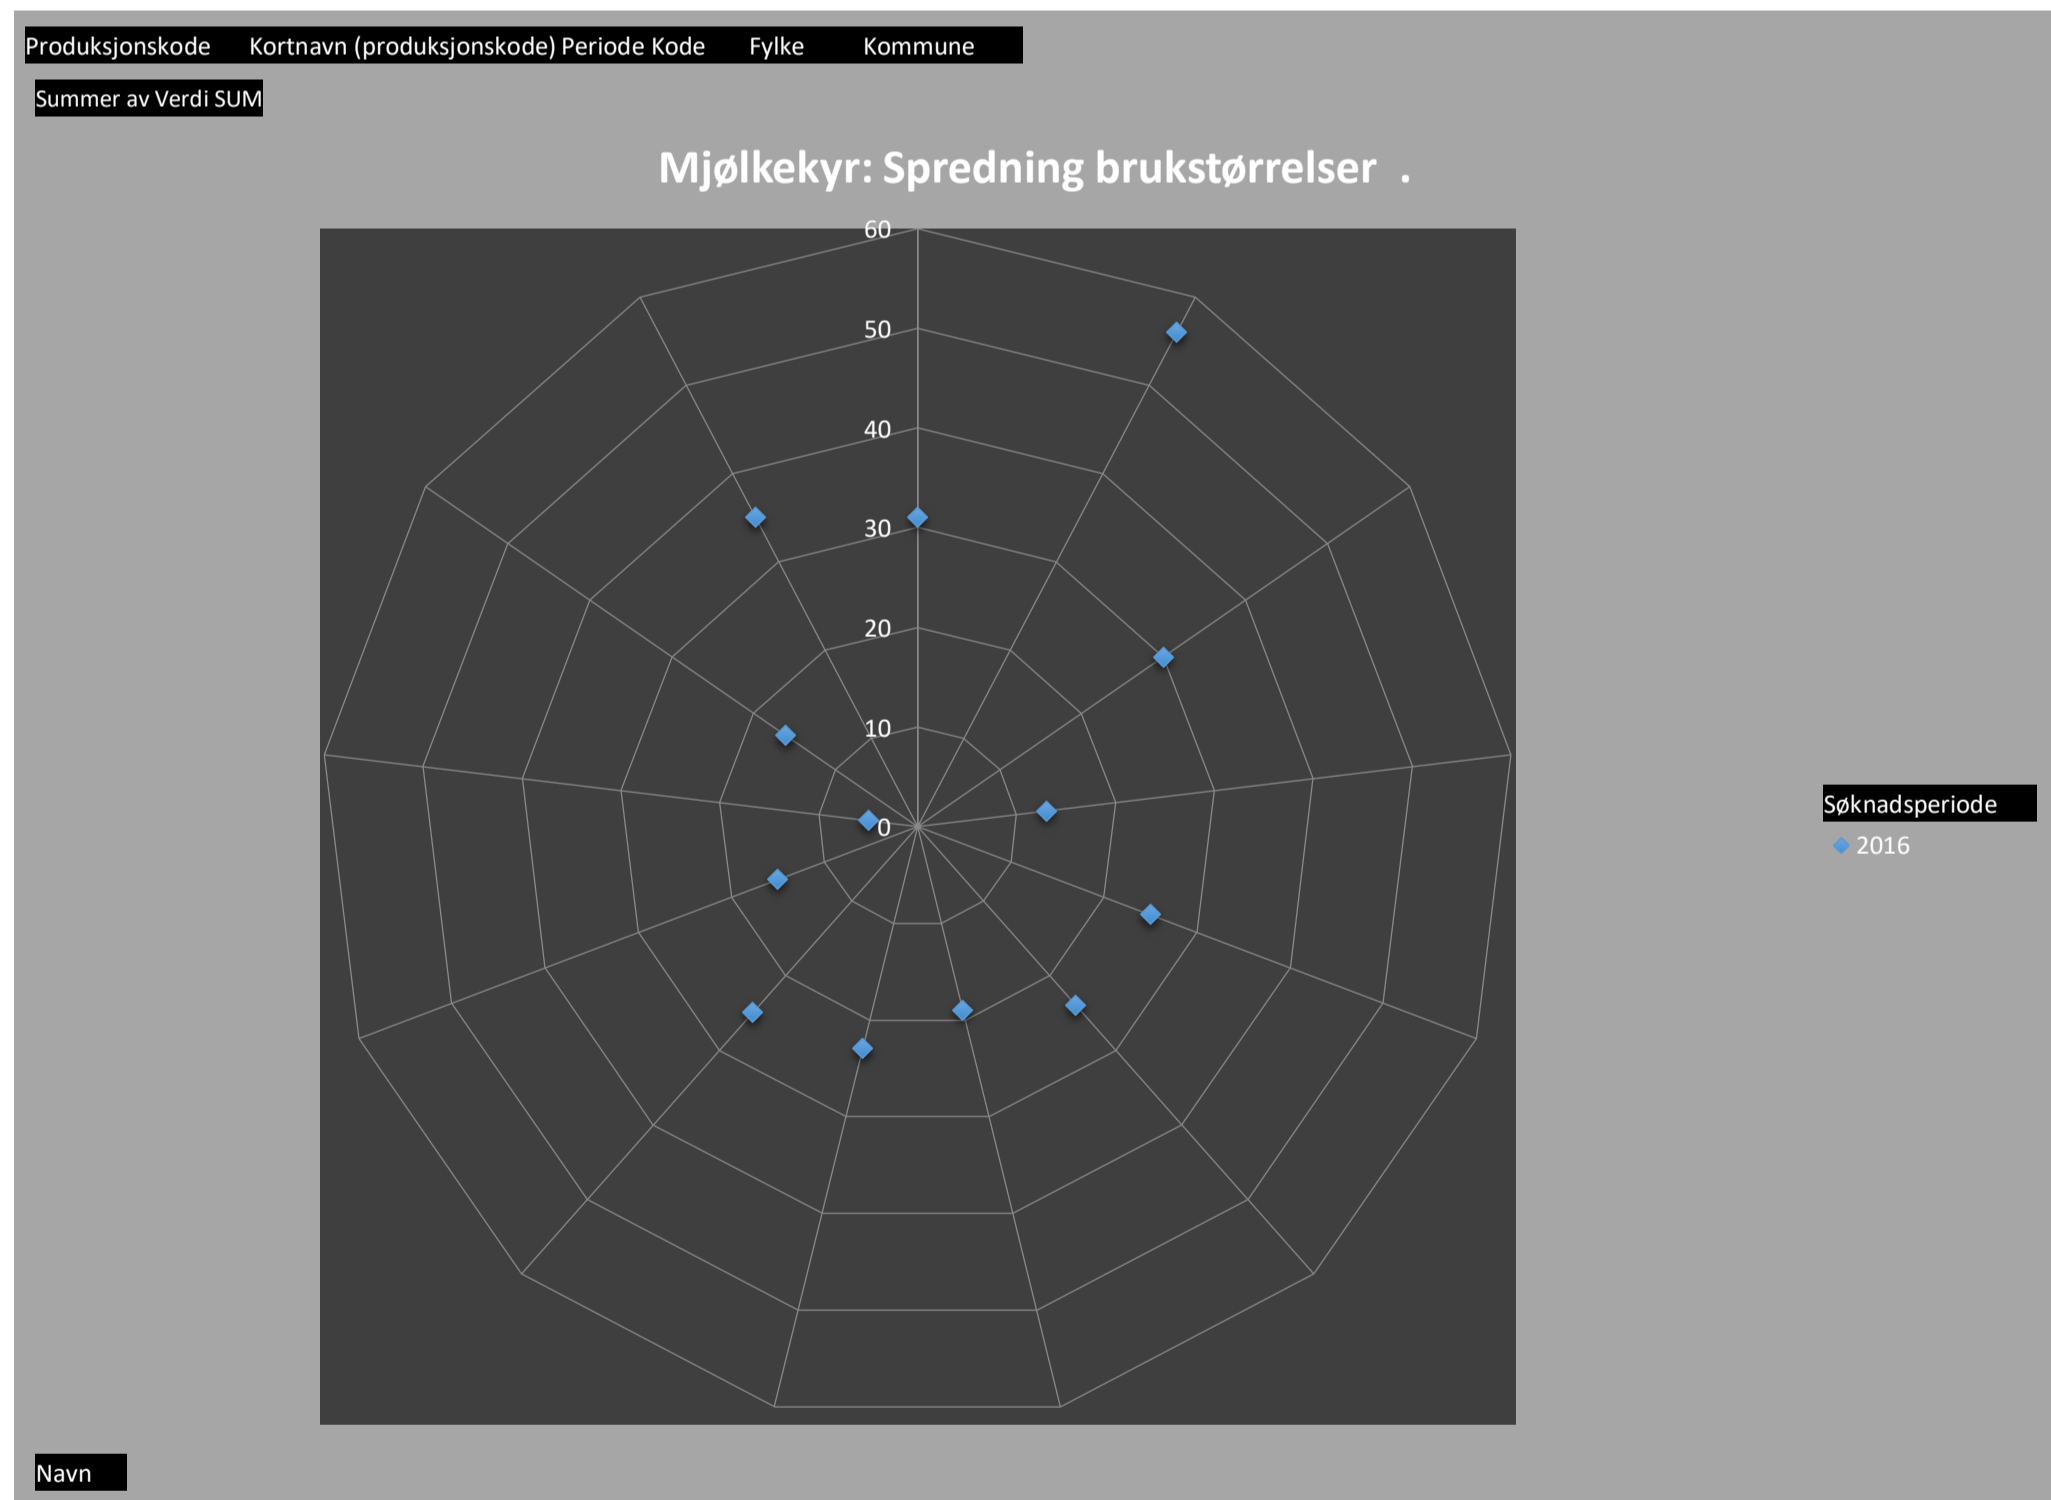 Produksjonskode Kortnavn (produksjonskode) Periode Kode Fylke Kommune
Summer av Verdi SUM
Mjølkekyr: Spredning brukstørrelser .
60
50
40
30
20
10
0
Søknadsperiode
2016
Navn